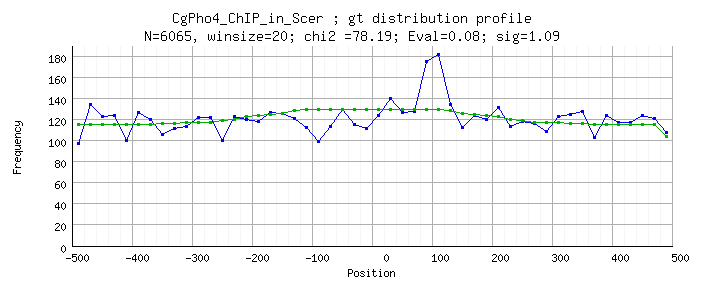 CgPho4_ChIP_in_Scer ; gt distribution profile
N=6065, winsize=20; chi2 =78.19; Eval=0.08; sig=1.09
180
160
140
120
100
80
60
40
20
0
Frequency
-500 -400 -300 -200 -100 0 100 200 300 400 500
Position